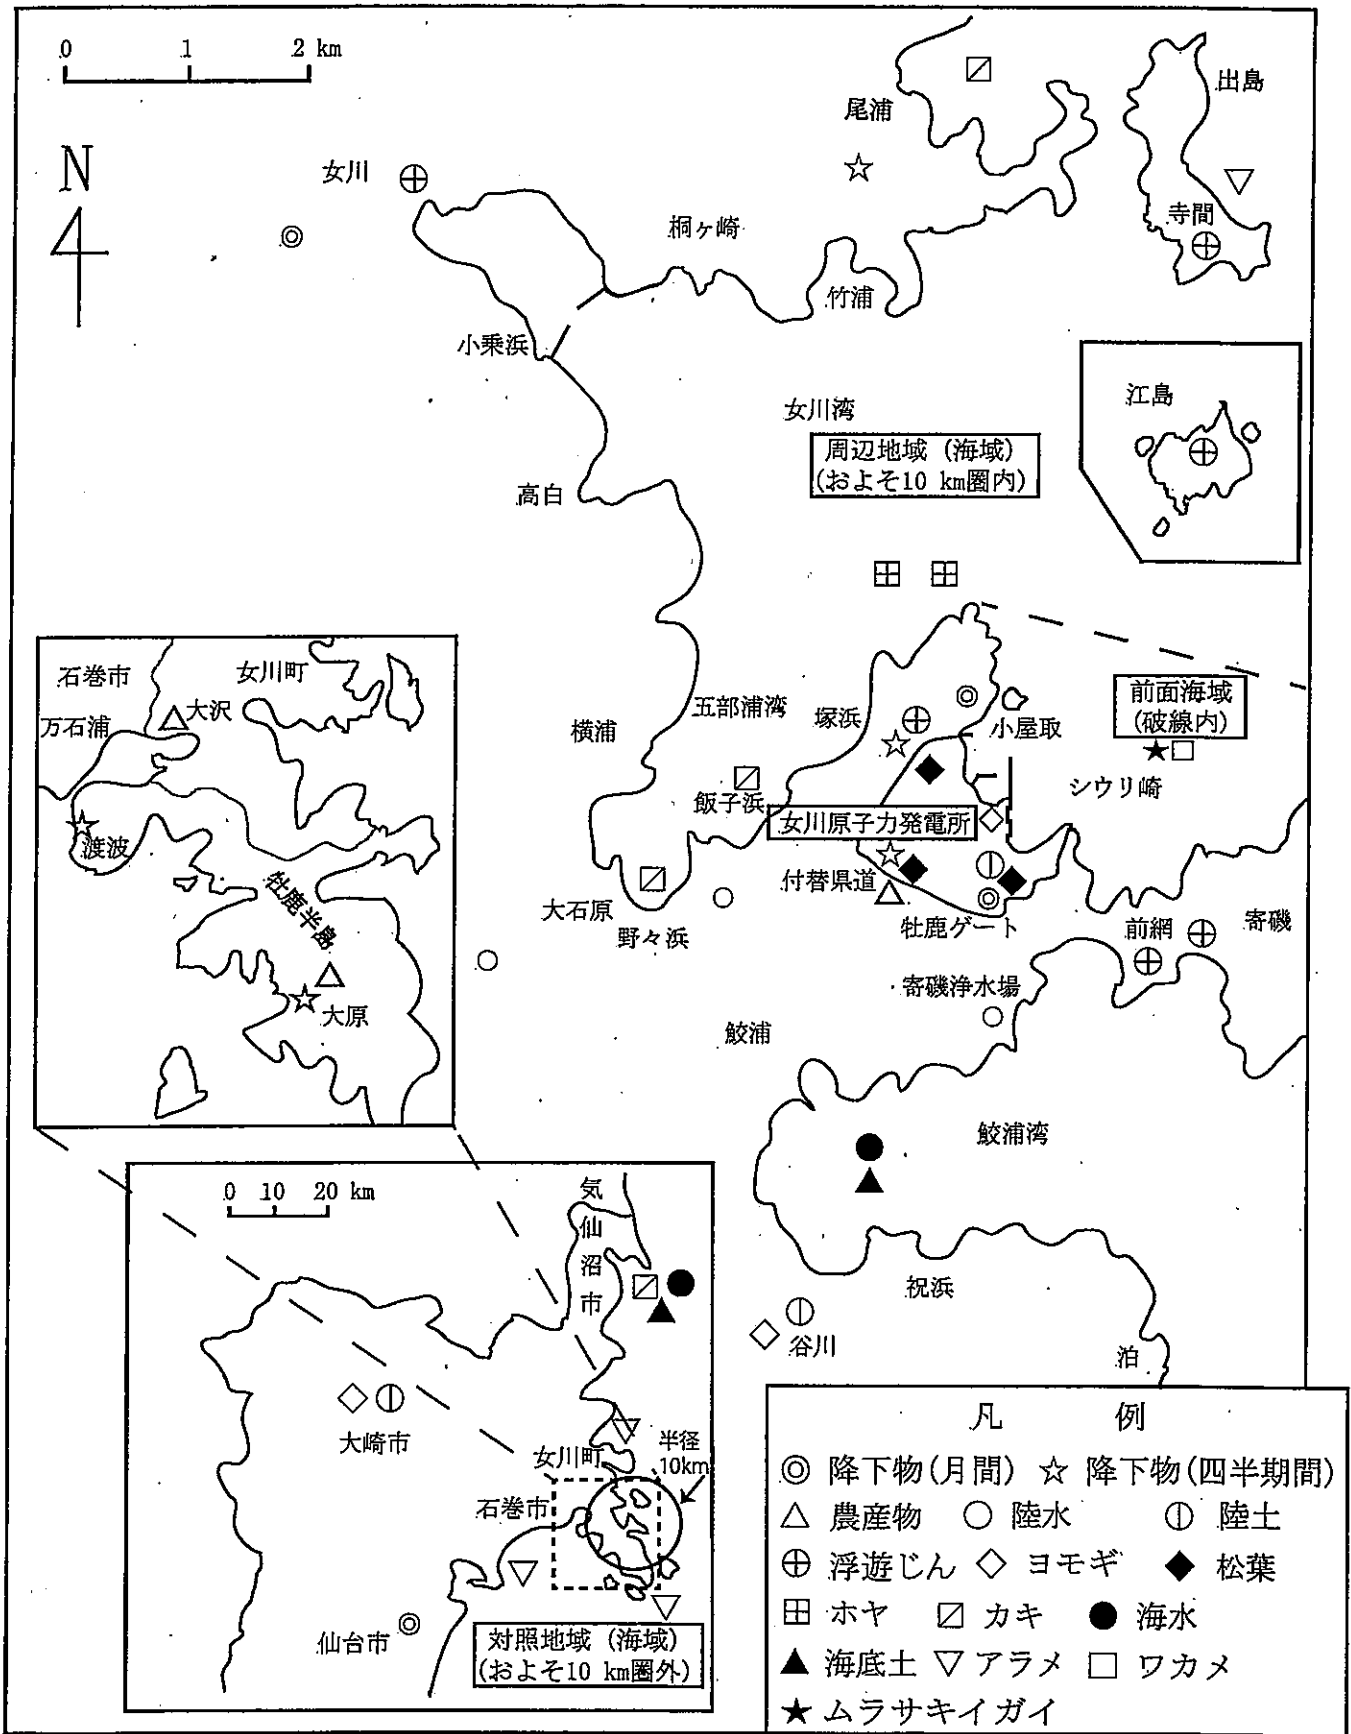 0 1 2 km
N
女川
尾浦
出島
寺間
桐ヶ崎
竹浦
小乗浜
女川湾
周辺地域（海域）
(およそ10 km圏内)
江島
高白
石巻市
女川町
万石浦
大沢
渡波
牡鹿半島
大原
横浦
五部浦湾
塚浜
小屋取
前面海域
(破線内)
シウリ崎
飯子浜
女川原子力発電所
付替県道
大石原
野々浜
牡鹿ゲート
前網
寄磯
寄磯浄水場
鮫浦
鮫浦湾
祝浜
谷川
泊
0 10 20 km
気仙沼市
大崎市
女川町
半径
10km
石巻市
仙台市
対照地域（海域）
(およそ10 km圏外)
凡 例
◎ 降下物(月間) ☆ 降下物(四半期間)
△ 農産物 ○ 陸水 ⦶ 陸土
⊕ 浮遊じん ◇ ヨモギ ◆ 松葉
⊞ ホヤ ⧄ カキ ● 海水
▲ 海底土 ▽ アラメ □ ワカメ
★ ムラサキイガイ